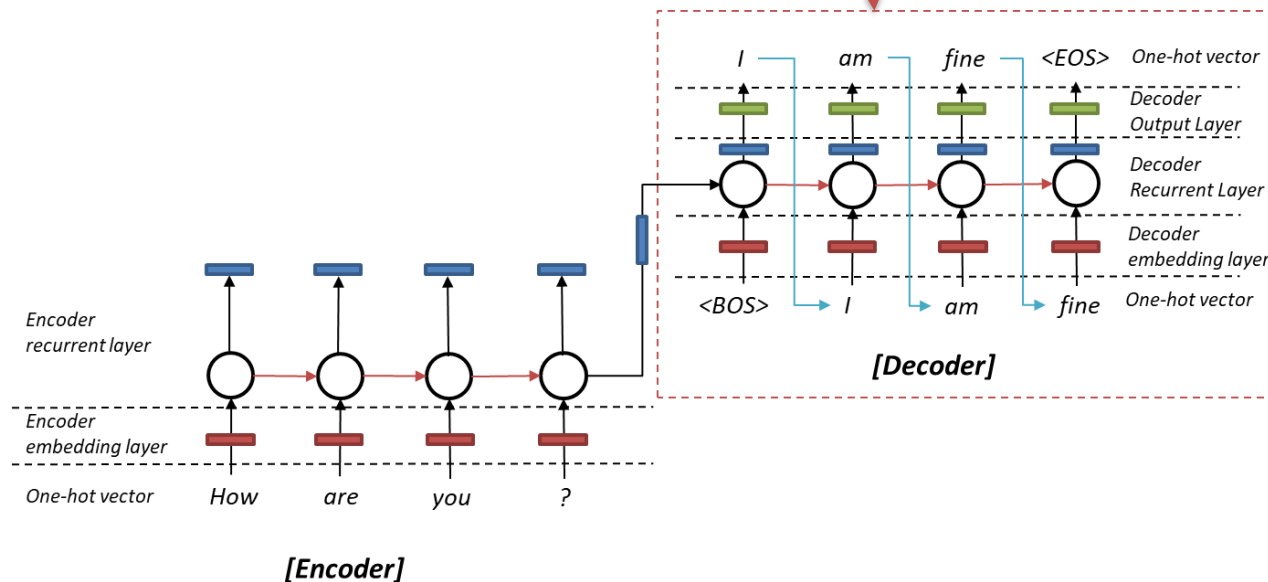 I am fine <EOS> One-hot vector
Decoder
Output Layer
Decoder
Recurrent Layer
Decoder
embedding layer
<BOS> I am fine One-hot vector
[Decoder]
Encoder
recurrent layer
Encoder
embedding layer
One-hot vector How are you ?
[Encoder]